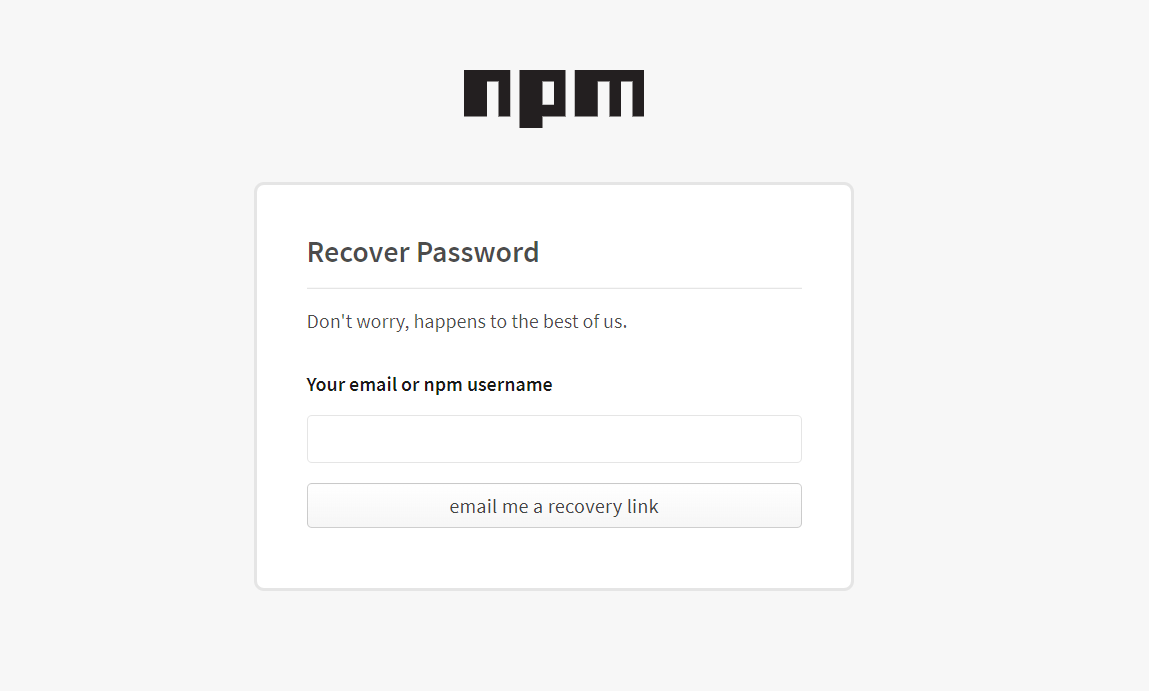 npm
Recover Password
Don't worry, happens to the best of us.
Your email or npm username
email me a recovery link